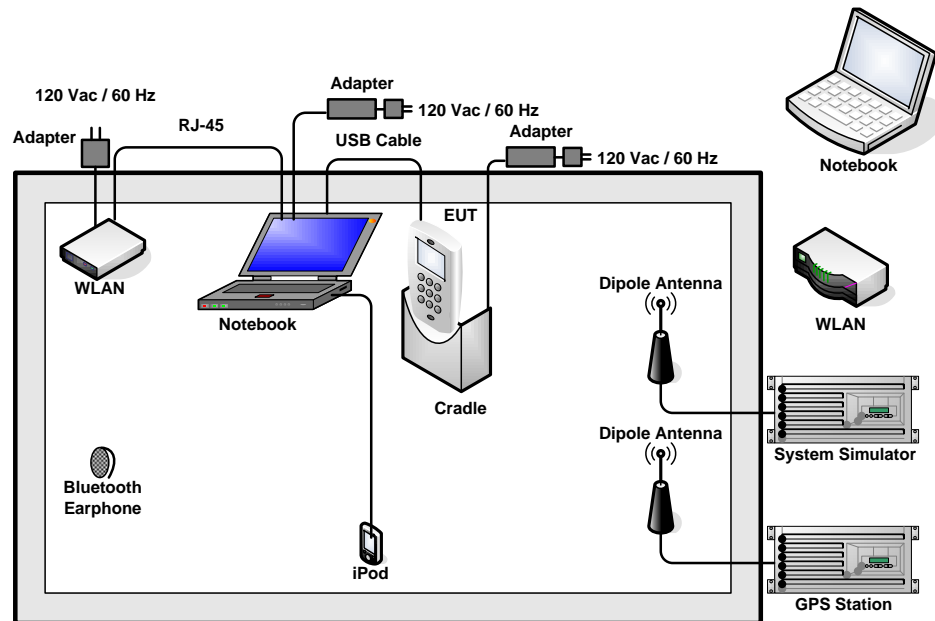 Adapter
120 Vac / 60 Hz
120 Vac / 60 Hz
Adapter
RJ-45
USB Cable
Adapter
120 Vac / 60 Hz
Notebook
EUT
WLAN
Notebook
Dipole Antenna
WLAN
Cradle
Dipole Antenna
System Simulator
Bluetooth
Earphone
iPod
GPS Station